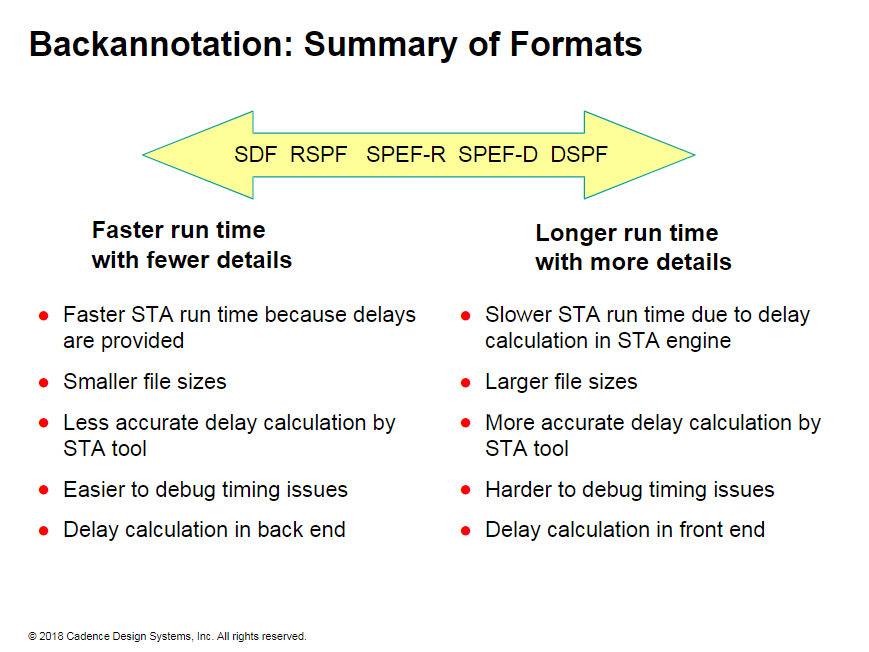 Backannotation: Summary of Formats
SDF RSPF SPEF-R SPEF-D DSPF
Faster run time
with fewer details
Faster STA run time because delays
are provided
Smaller file sizes
Less accurate delay calculation by
STA tool
Easier to debug timing issues
Delay calculation in back end
Longer run time
with more details
Slower STA run time due to delay
calculation in STA engine
Larger file sizes
More accurate delay calculation by
STA tool
Harder to debug timing issues
Delay calculation in front end
© 2018 Cadence Design Systems, Inc. All rights reserved.